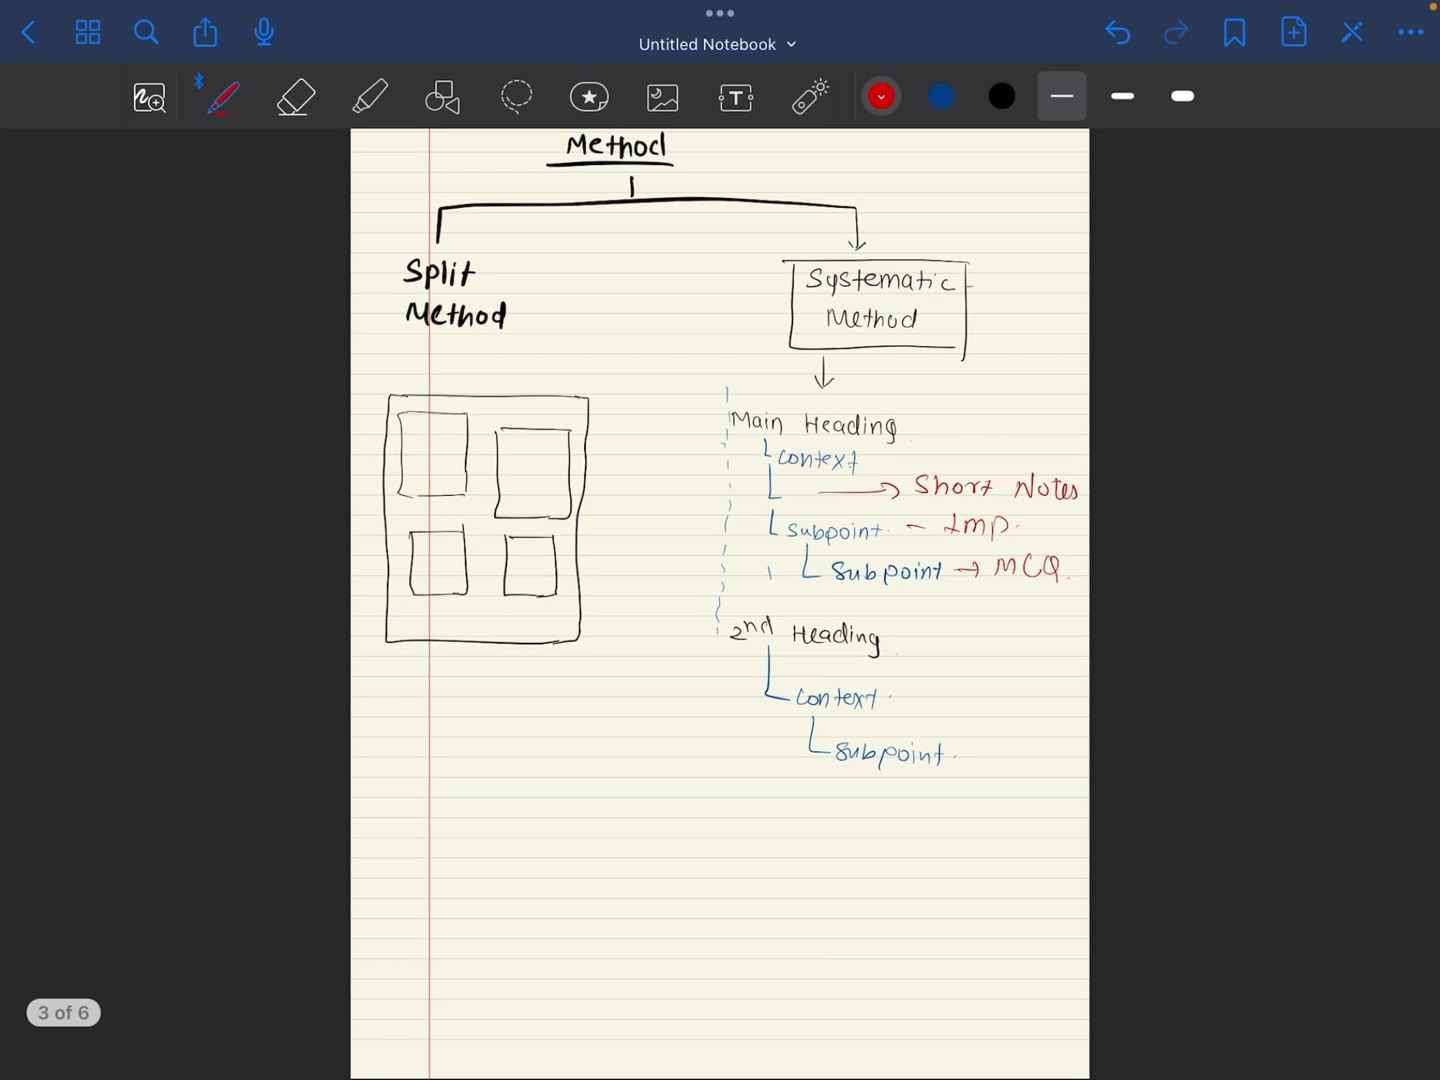 Untitled Notebook
Method
Split
Method
Systematic
Method
Main Heading
context
Short Notes
subpoint. - Imp.
Subpoint → MCQ.
2nd Heading
context.
Subpoint.
3 of 6